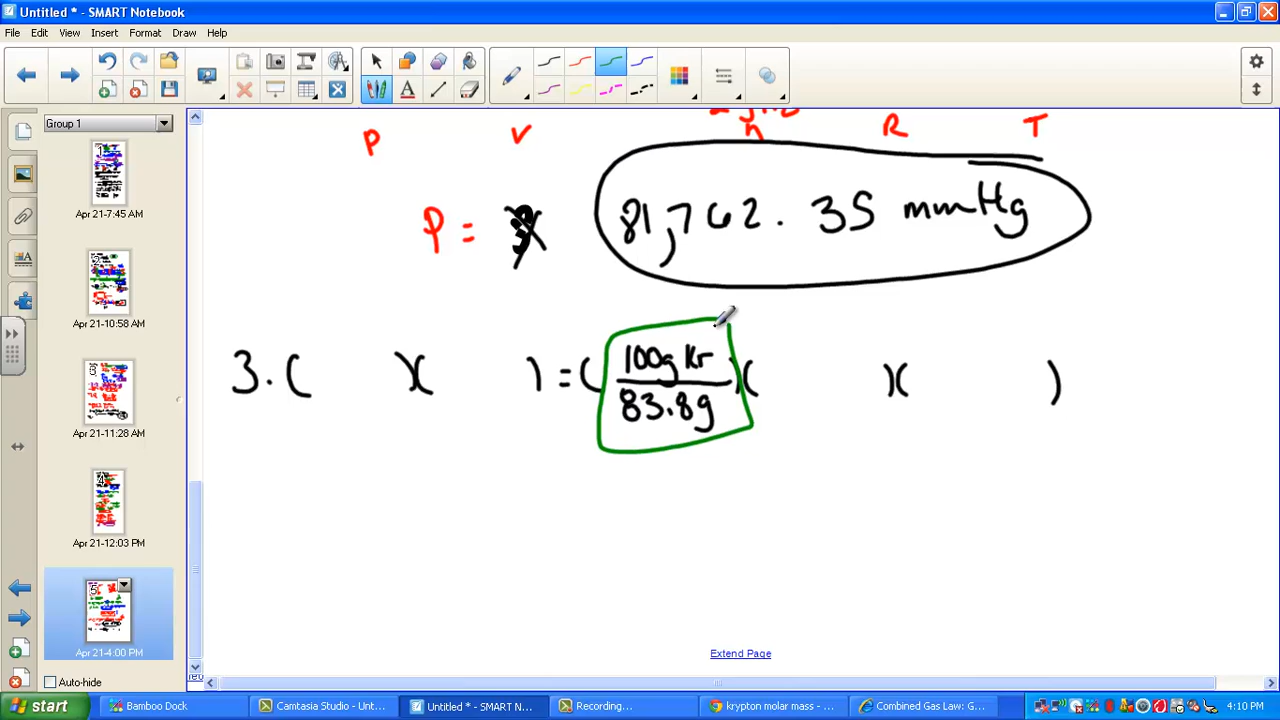 Untitled * - SMART Notebook
File Edit View Insert Format Draw Help
Group 1
Apr 21-7:45 AM
Apr 21-10:58 AM
Apr 21-11:28 AM
Apr 21-12:03 PM
Apr 21-4:00 PM
Auto-hide
P V n R T
P = 81,762.35 mmHg
3. ( )( ) = ( 100g Kr )( )( )
83.8g
Extend Page
start Bamboo Dock Camtasia Studio - Unt... Untitled * - SMART N... Recording... krypton molar mass - ... Combined Gas Law: G... 4:10 PM